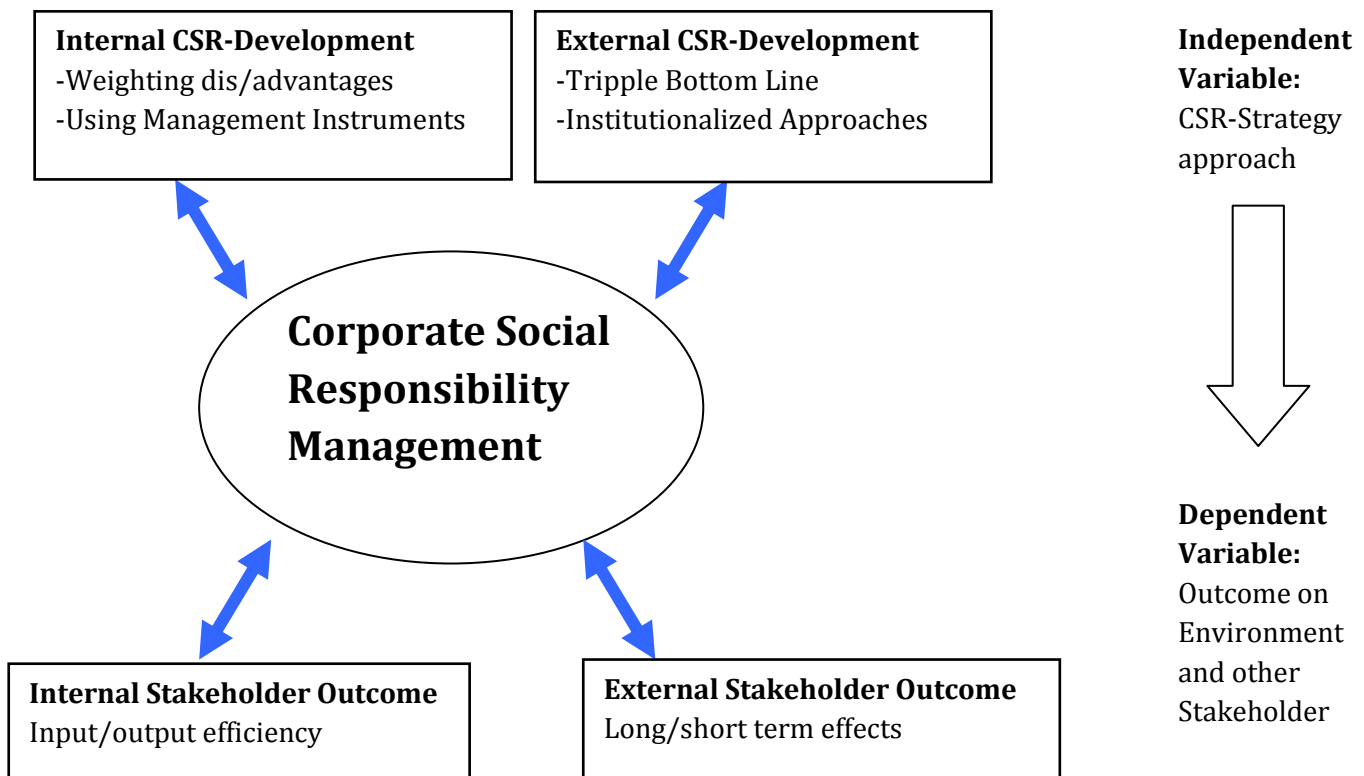 Internal CSR-Development
-Weighting dis/advantages
-Using Management Instruments
External CSR-Development
-Tripple Bottom Line
-Institutionalized Approaches
Independent
Variable:
CSR-Strategy
approach
Corporate Social
Responsibility
Management
Dependent
Variable:
Outcome on
Environment
and other
Stakeholder
Internal Stakeholder Outcome
Input/output efficiency
External Stakeholder Outcome
Long/short term effects